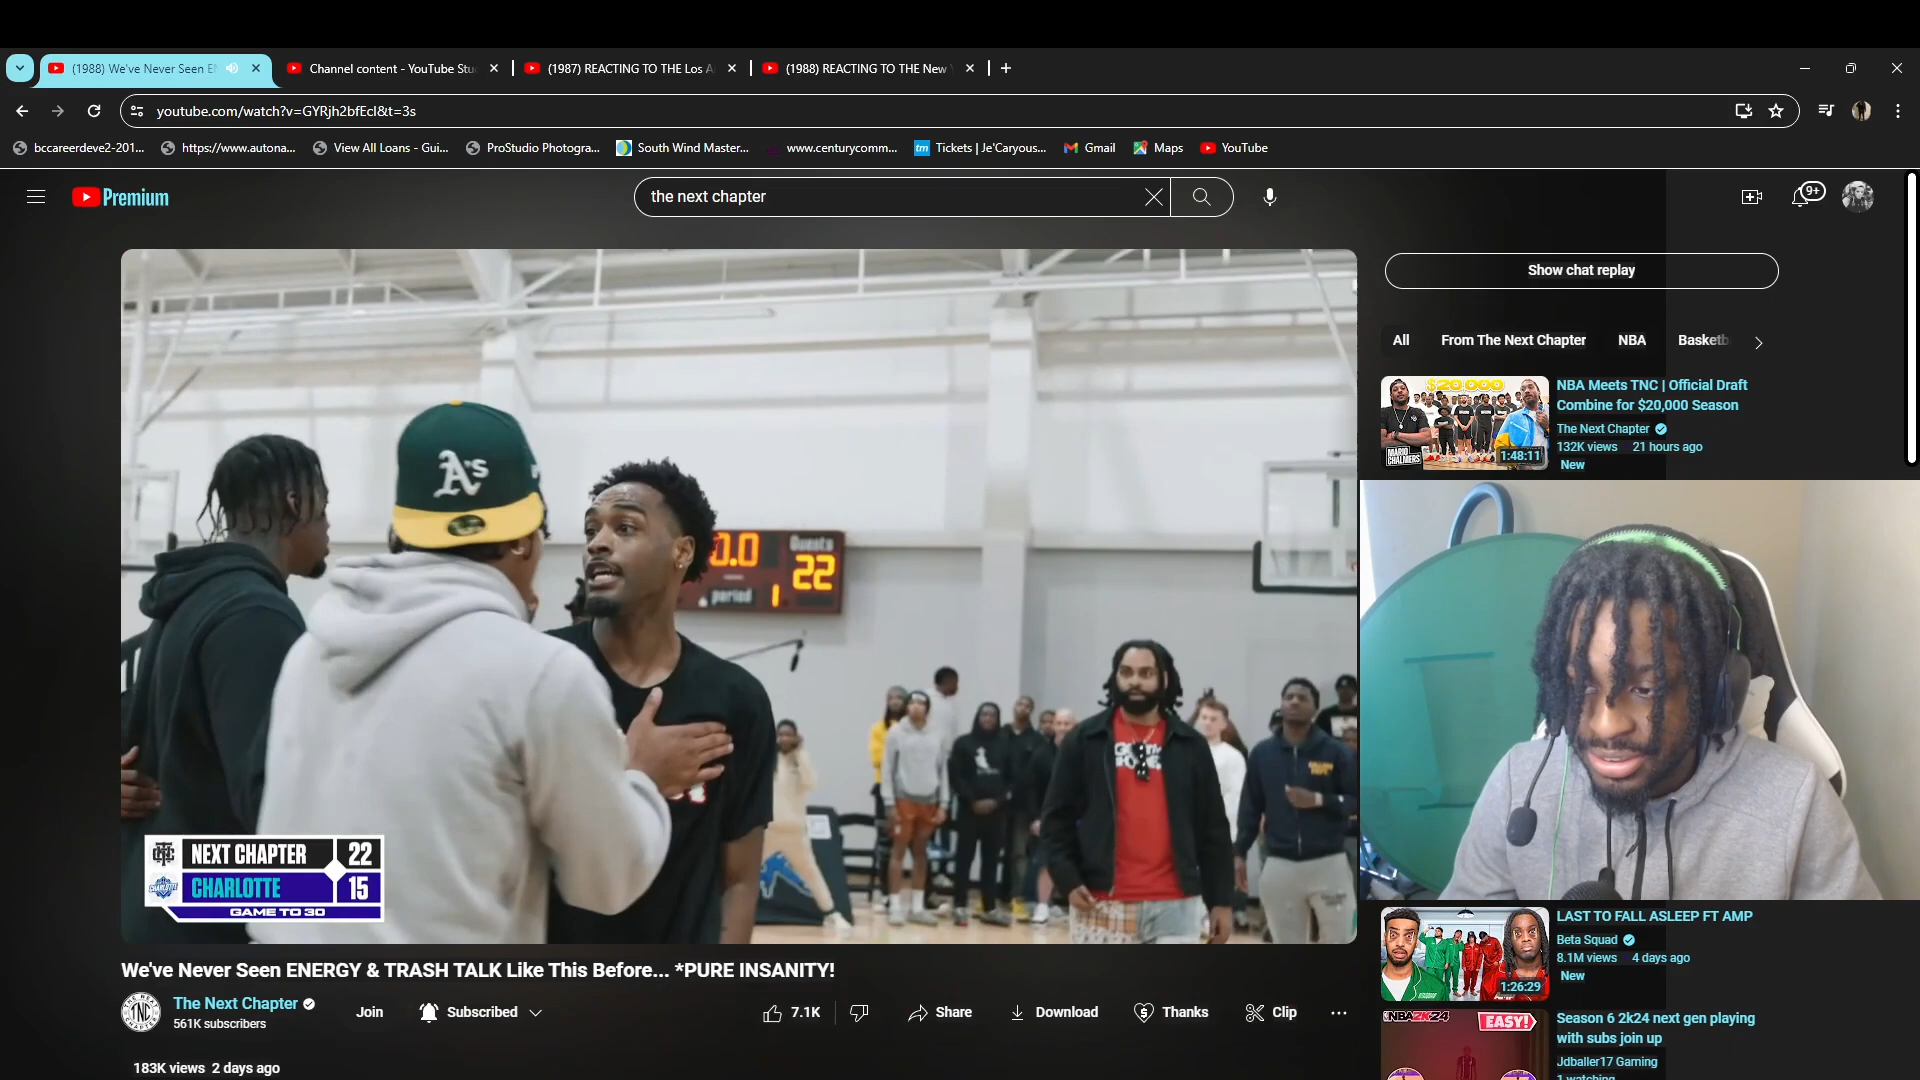 (1988) We've Never Seen E
Channel content - YouTube Stu
(1987) REACTING TO THE Los A
(1988) REACTING TO THE New
youtube.com/watch?v=GYRjh2bfEcI&t=3s
bccareerdeve2-201...
https://www.autona...
View All Loans - Gui...
ProStudio Photogra...
South Wind Master...
www.centurycomm...
tm
Tickets | Je'Caryous...
Gmail
Maps
YouTube
Premium
the next chapter
9+
Show chat replay
All
From The Next Chapter
NBA
Basketb
$20,000
MARIO CHALMERS
1:48:11
NBA Meets TNC | Official Draft
Combine for $20,000 Season
The Next Chapter
132K views 21 hours ago
New
A's
0.0
Guests
22
period
1
NEXT CHAPTER 22
CHARLOTTE 15
GAME TO 30
We've Never Seen ENERGY & TRASH TALK Like This Before... *PURE INSANITY!
TNC
The Next Chapter
561K subscribers
Join
Subscribed
7.1K
Share
Download
Thanks
Clip
183K views 2 days ago
1:26:29
LAST TO FALL ASLEEP FT AMP
Beta Squad
8.1M views 4 days ago
New
NBA2K24
EASY!
Season 6 2k24 next gen playing
with subs join up
Jdballer17 Gaming
1 watching